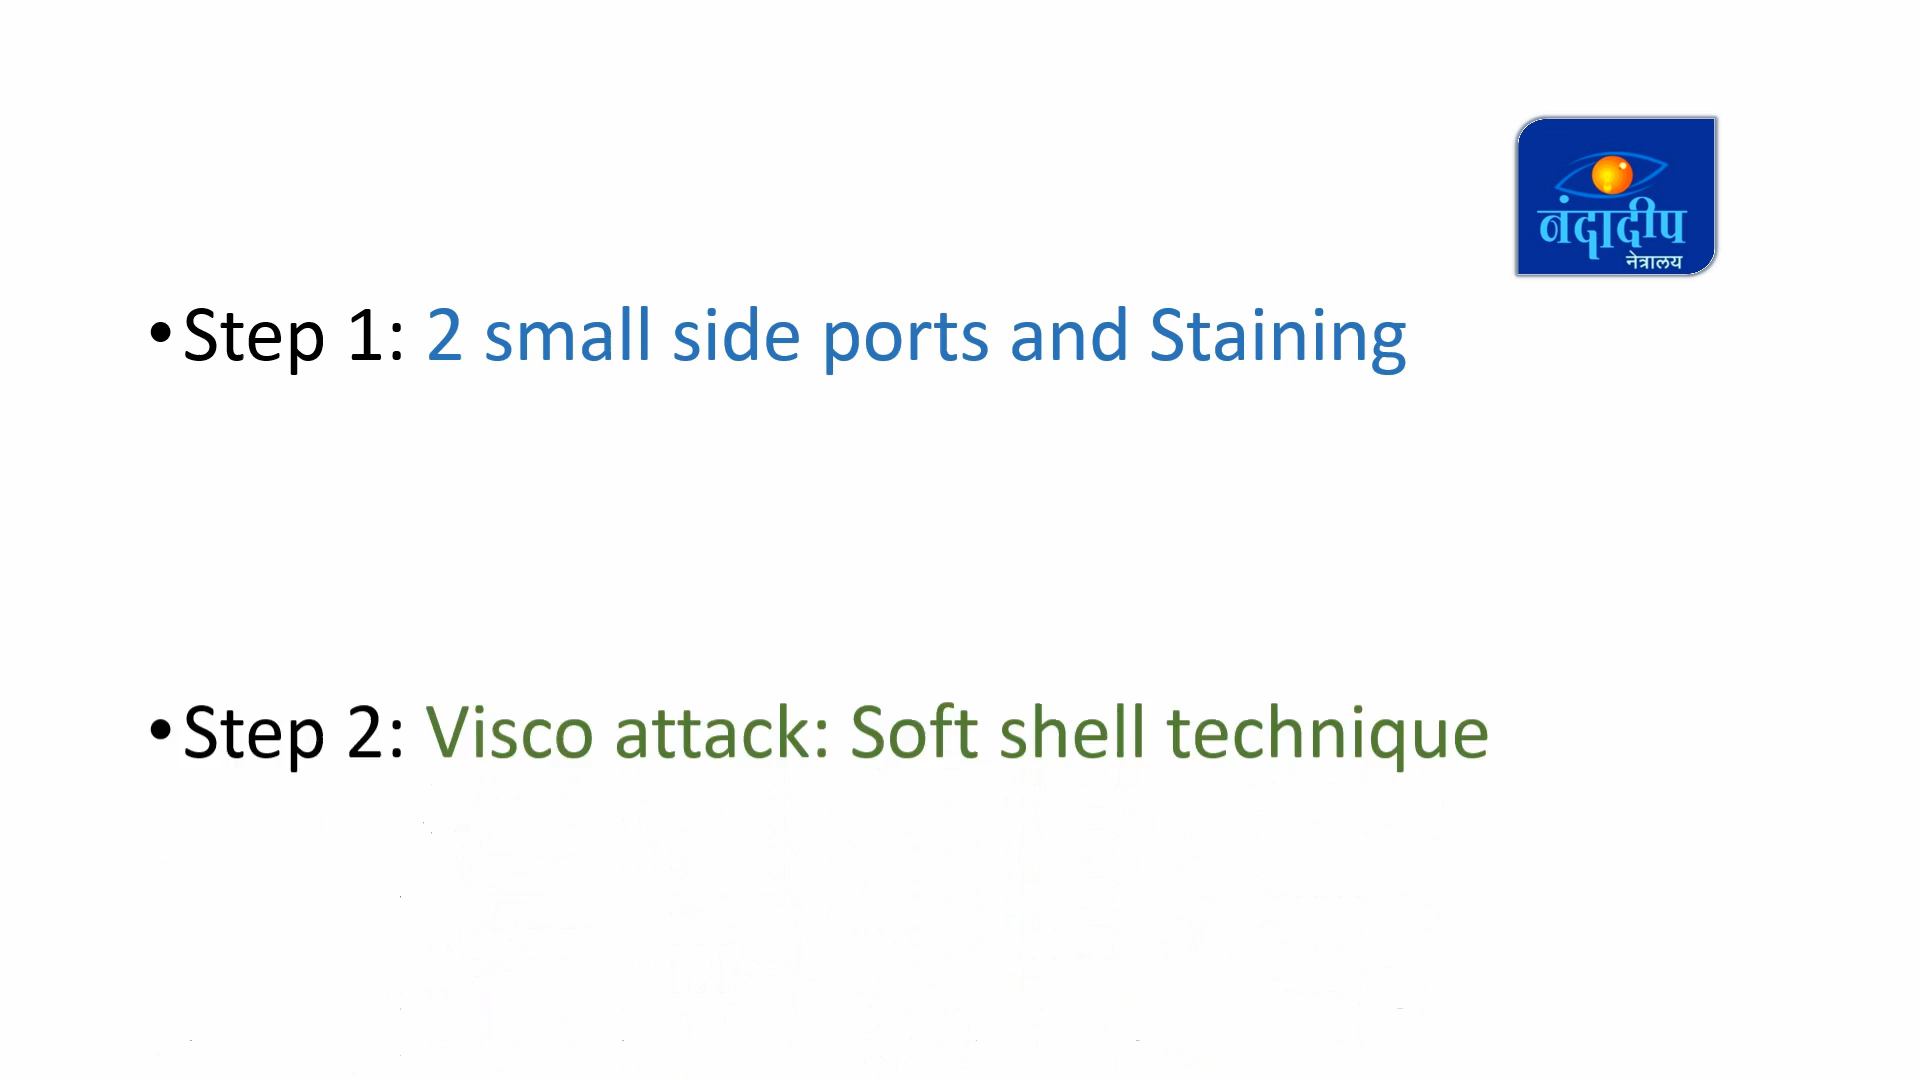 नंदादीप
नेत्रालय
• Step 1: 2 small side ports and Staining
• Step 2: Visco attack: Soft shell technique